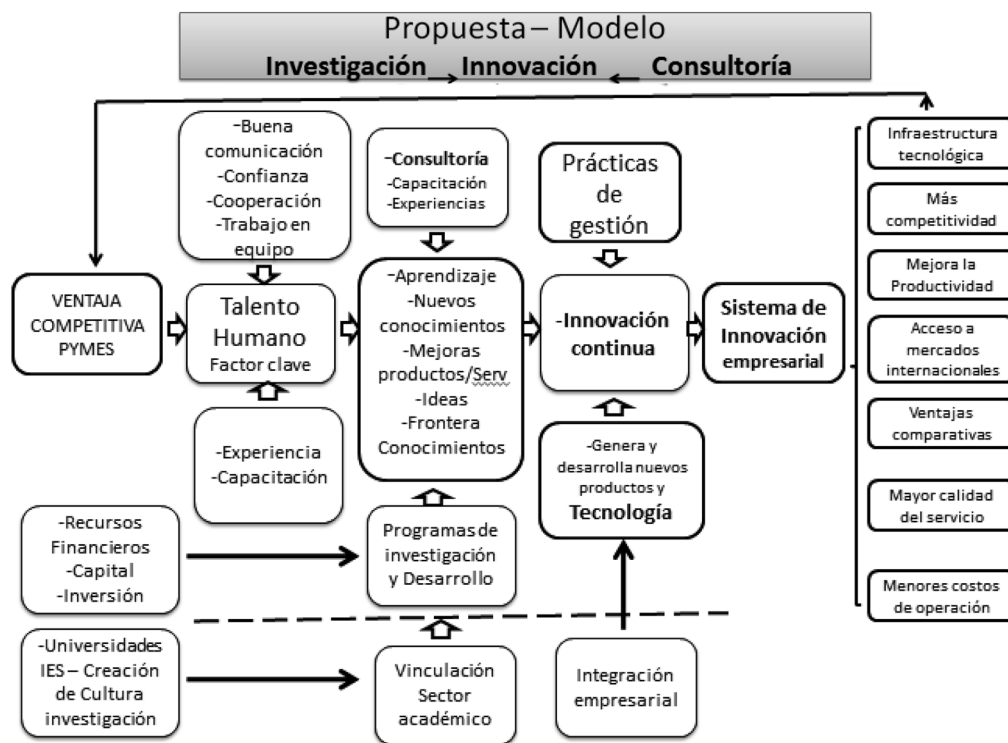 Propuesta – Modelo
Investigación → Innovación ← Consultoría
-Buena
comunicación
-Confianza
-Cooperación
-Trabajo en
equipo
-Consultoría
-Capacitación
-Experiencias
Prácticas
de
gestión
Infraestructura
tecnológica
Más
competitividad
Mejora la
Productividad
Acceso a
mercados
internacionales
Ventajas
comparativas
Mayor calidad
del servicio
Menores costos
de operación
VENTAJA
COMPETITIVA
PYMES
Talento
Humano
Factor clave
-Aprendizaje
-Nuevos
conocimientos
-Mejoras
productos/Serv
-Ideas
-Frontera
Conocimientos
-Innovación
continua
Sistema de
Innovación
empresarial
-Experiencia
-Capacitación
-Genera y
desarrolla nuevos
productos y
Tecnología
-Recursos
Financieros
-Capital
-Inversión
Programas de
investigación
y Desarrollo
-Universidades
IES – Creación
de Cultura
investigación
Vinculación
Sector
académico
Integración
empresarial